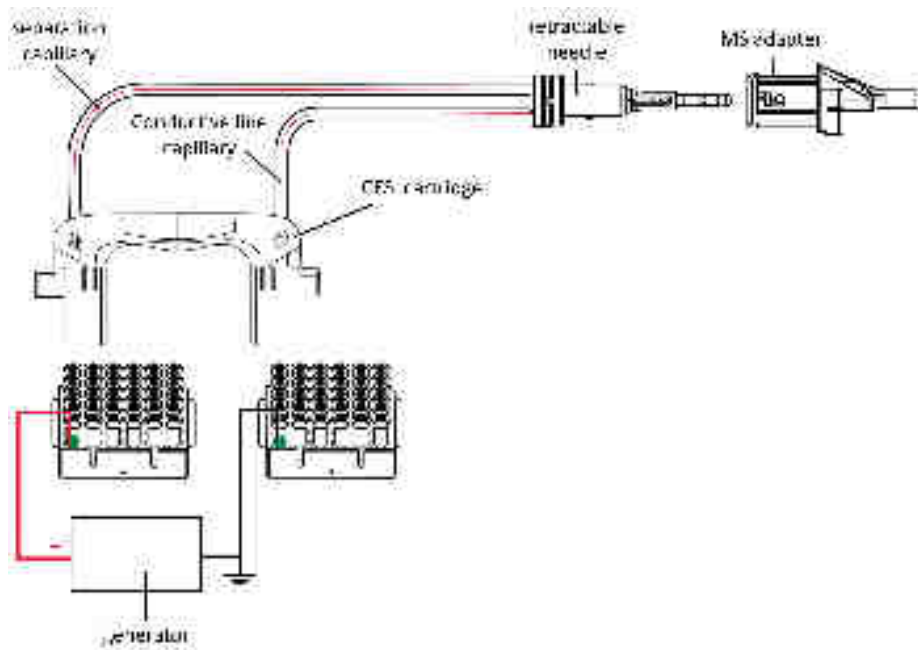 separation
capillary
retractable
needle
MS adapter
Conductive line
capillary
cartridge
generator